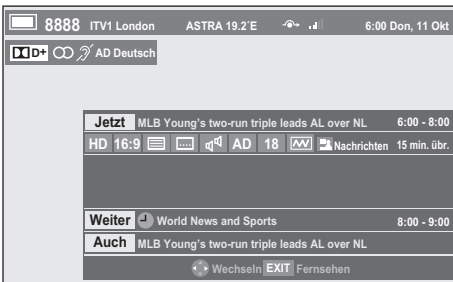 8888 ITV1 London ASTRA 19.2°E 6:00 Don, 11 Okt
D+ AD Deutsch
Jetzt MLB Young's two-run triple leads AL over NL 6:00 - 8:00
HD 16:9 AD 18 Nachrichten 15 min. übr.
Weiter World News and Sports 8:00 - 9:00
Auch MLB Young's two-run triple leads AL over NL
Wechseln EXIT Fernsehen